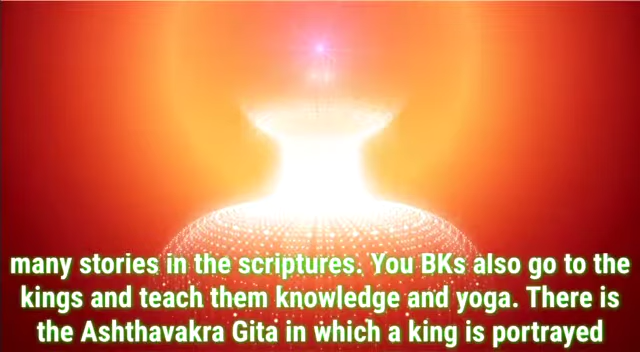 many stories in the scriptures. You BKs also go to the
kings and teach them knowledge and yoga. There is
the Ashthavakra Gita in which a king is portrayed